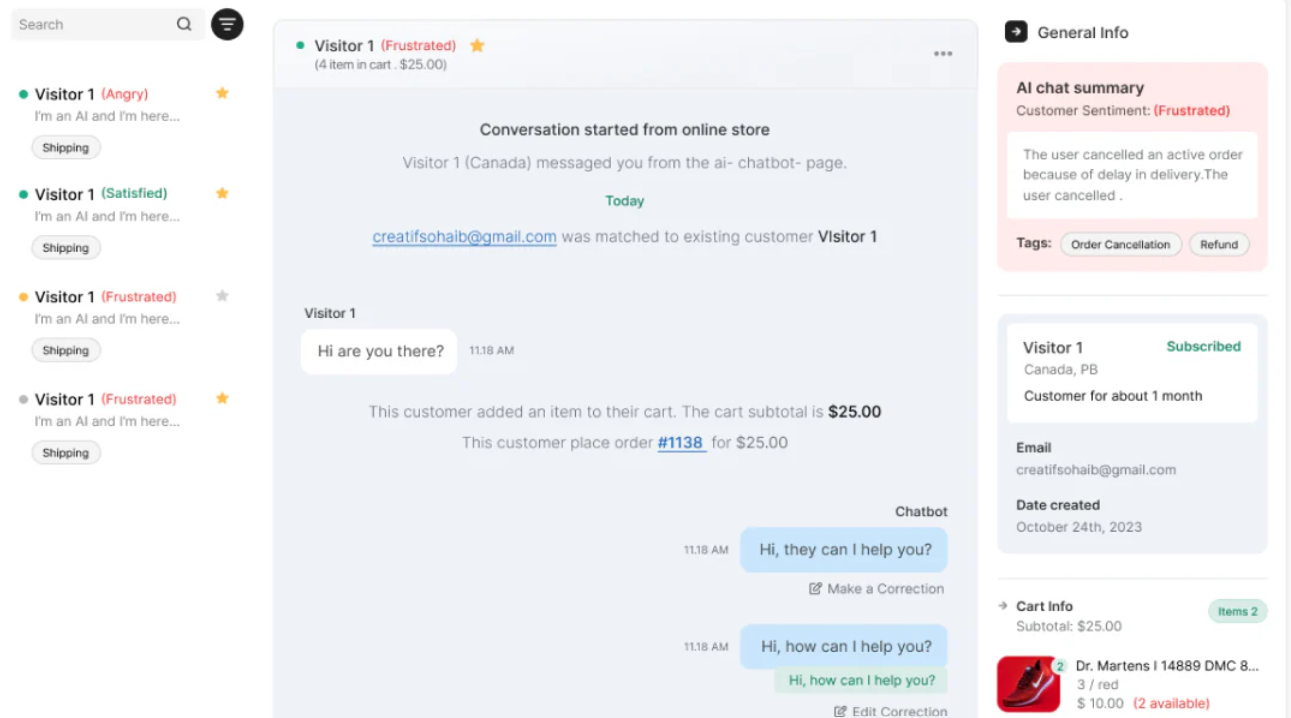 Search
Visitor 1 (Angry)
I'm an AI and I'm here...
Shipping
Visitor 1 (Satisfied)
I'm an AI and I'm here...
Shipping
Visitor 1 (Frustrated)
I'm an AI and I'm here...
Shipping
Visitor 1 (Frustrated)
I'm an AI and I'm here...
Shipping
Visitor 1 (Frustrated)
(4 item in cart . $25.00)
Conversation started from online store
Visitor 1 (Canada) messaged you from the ai- chatbot- page.
Today
creatifsohaib@gmail.com was matched to existing customer VIsitor 1
Visitor 1
Hi are you there? 11.18 AM
This customer added an item to their cart. The cart subtotal is $25.00
This customer place order #1138 for $25.00
Chatbot
11.18 AM Hi, they can I help you?
Make a Correction
11.18 AM Hi, how can I help you?
Hi, how can I help you?
Edit Correction
General Info
AI chat summary
Customer Sentiment: (Frustrated)
The user cancelled an active order
because of delay in delivery.The
user cancelled .
Tags: Order Cancellation Refund
Visitor 1 Subscribed
Canada, PB
Customer for about 1 month
Email
creatifsohaib@gmail.com
Date created
October 24th, 2023
Cart Info Items 2
Subtotal: $25.00
2 Dr. Martens I 14889 DMC 8...
3 / red
$ 10.00 (2 available)